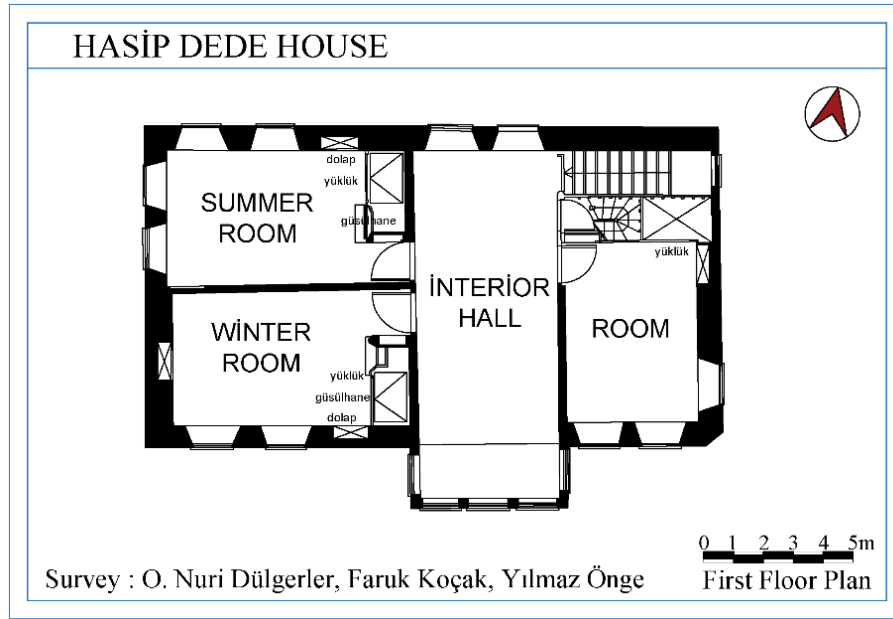 HASİP DEDE HOUSE
dolap
yüklük
SUMMER
ROOM
güsülhane
yüklük
İNTERİOR
HALL
WİNTER
ROOM
ROOM
yüklük
güsülhane
dolap
0 1 2 3 4 5m
Survey : O. Nuri Dülgerler, Faruk Koçak, Yılmaz Önge
First Floor Plan